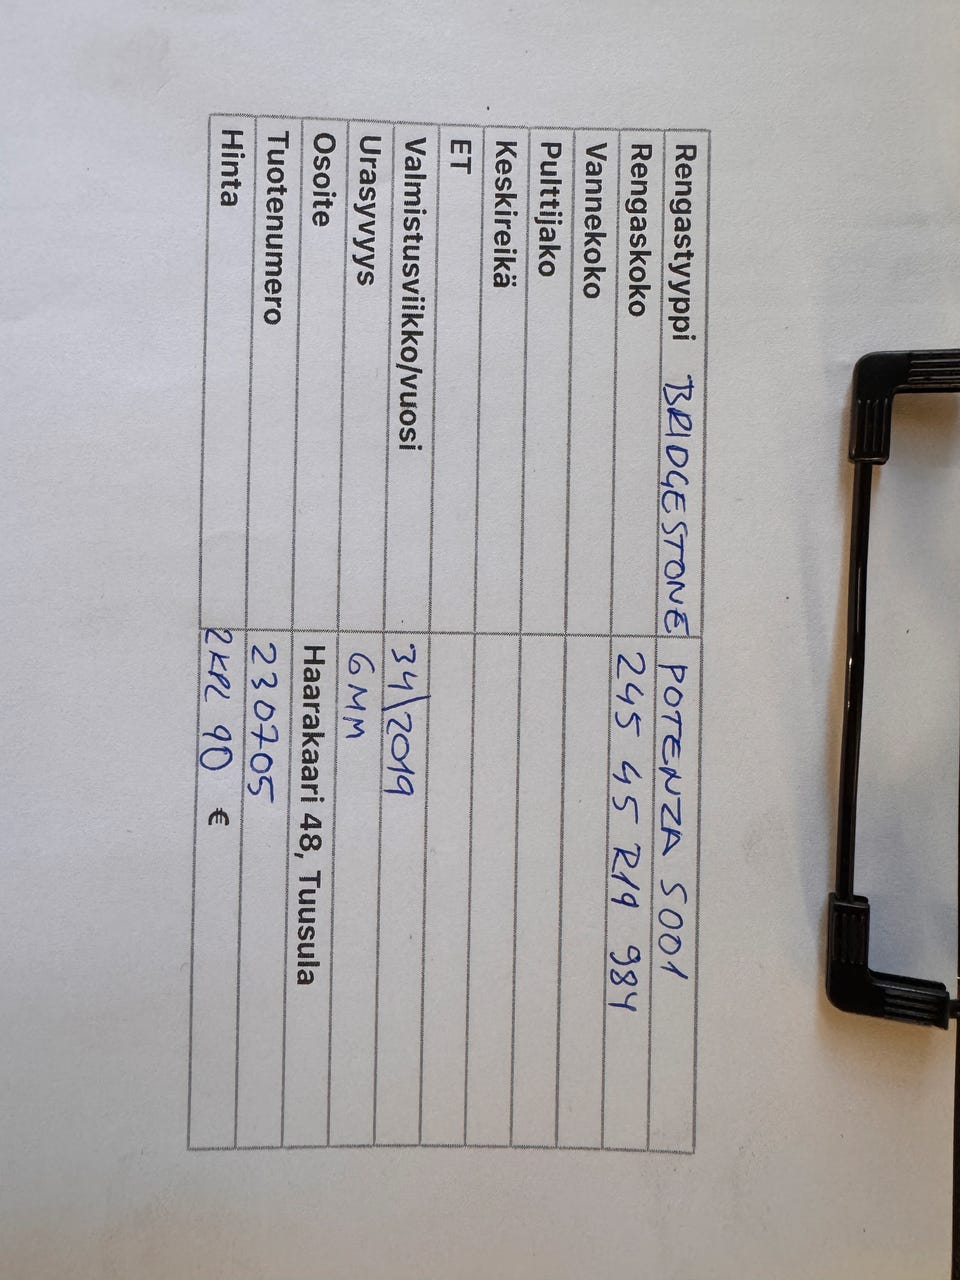 Rengastyyppi BRIDGESTONE POTENZA S001
Rengaskoko 245 45 R19 98Y
Vannekoko
Pulttijako
Keskireikä
ET
Valmistusviikko/vuosi 34\2019
Urasyvyys 6MM
Osoite Haarakaari 48, Tuusula
Tuotenumero 230705
Hinta 2KPL 90 €